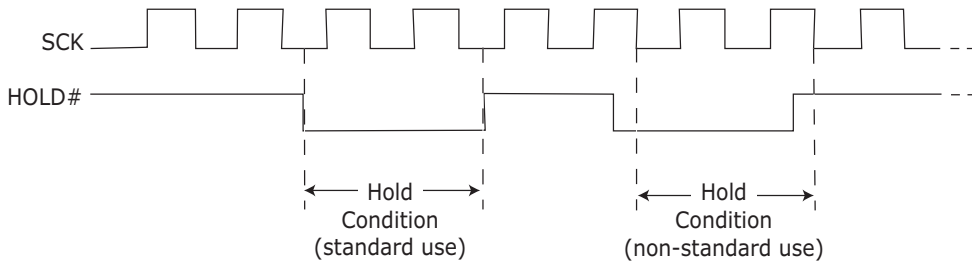 SCK
HOLD#
Hold
Condition
(standard use)
Hold
Condition
(non-standard use)